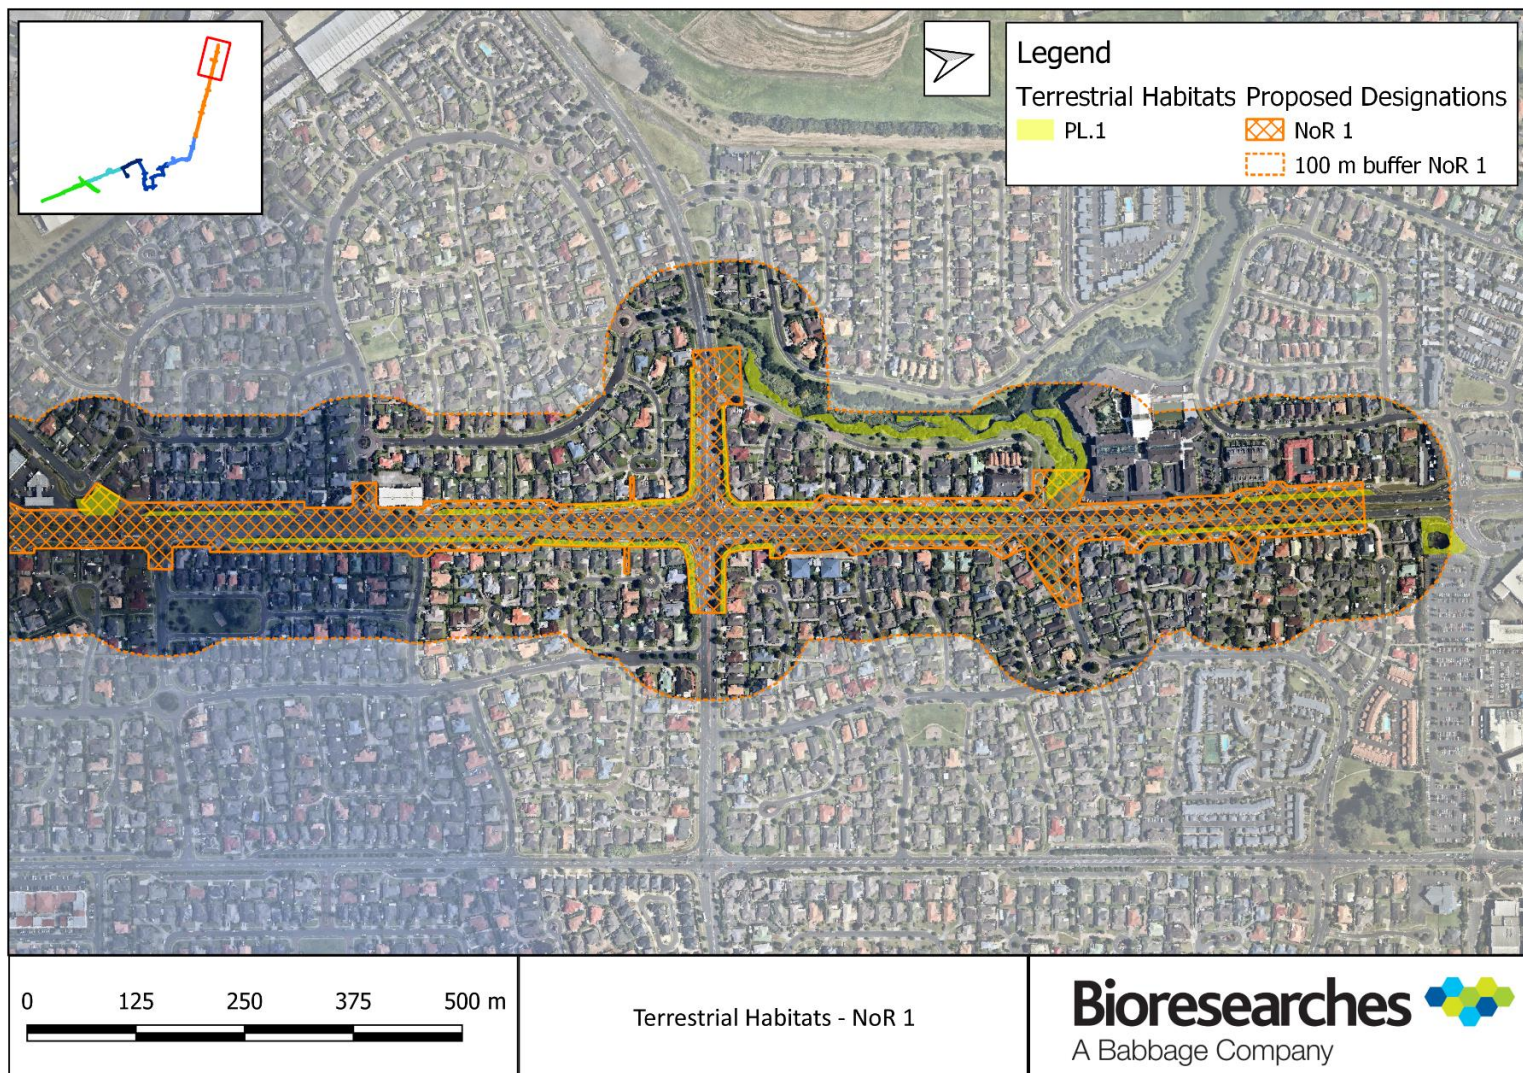 Legend
Terrestrial Habitats
PL.1
Proposed Designations
NoR 1
100 m buffer NoR 1
0 125 250 375 500 m
Terrestrial Habitats - NoR 1
Bioresearches
A Babbage Company